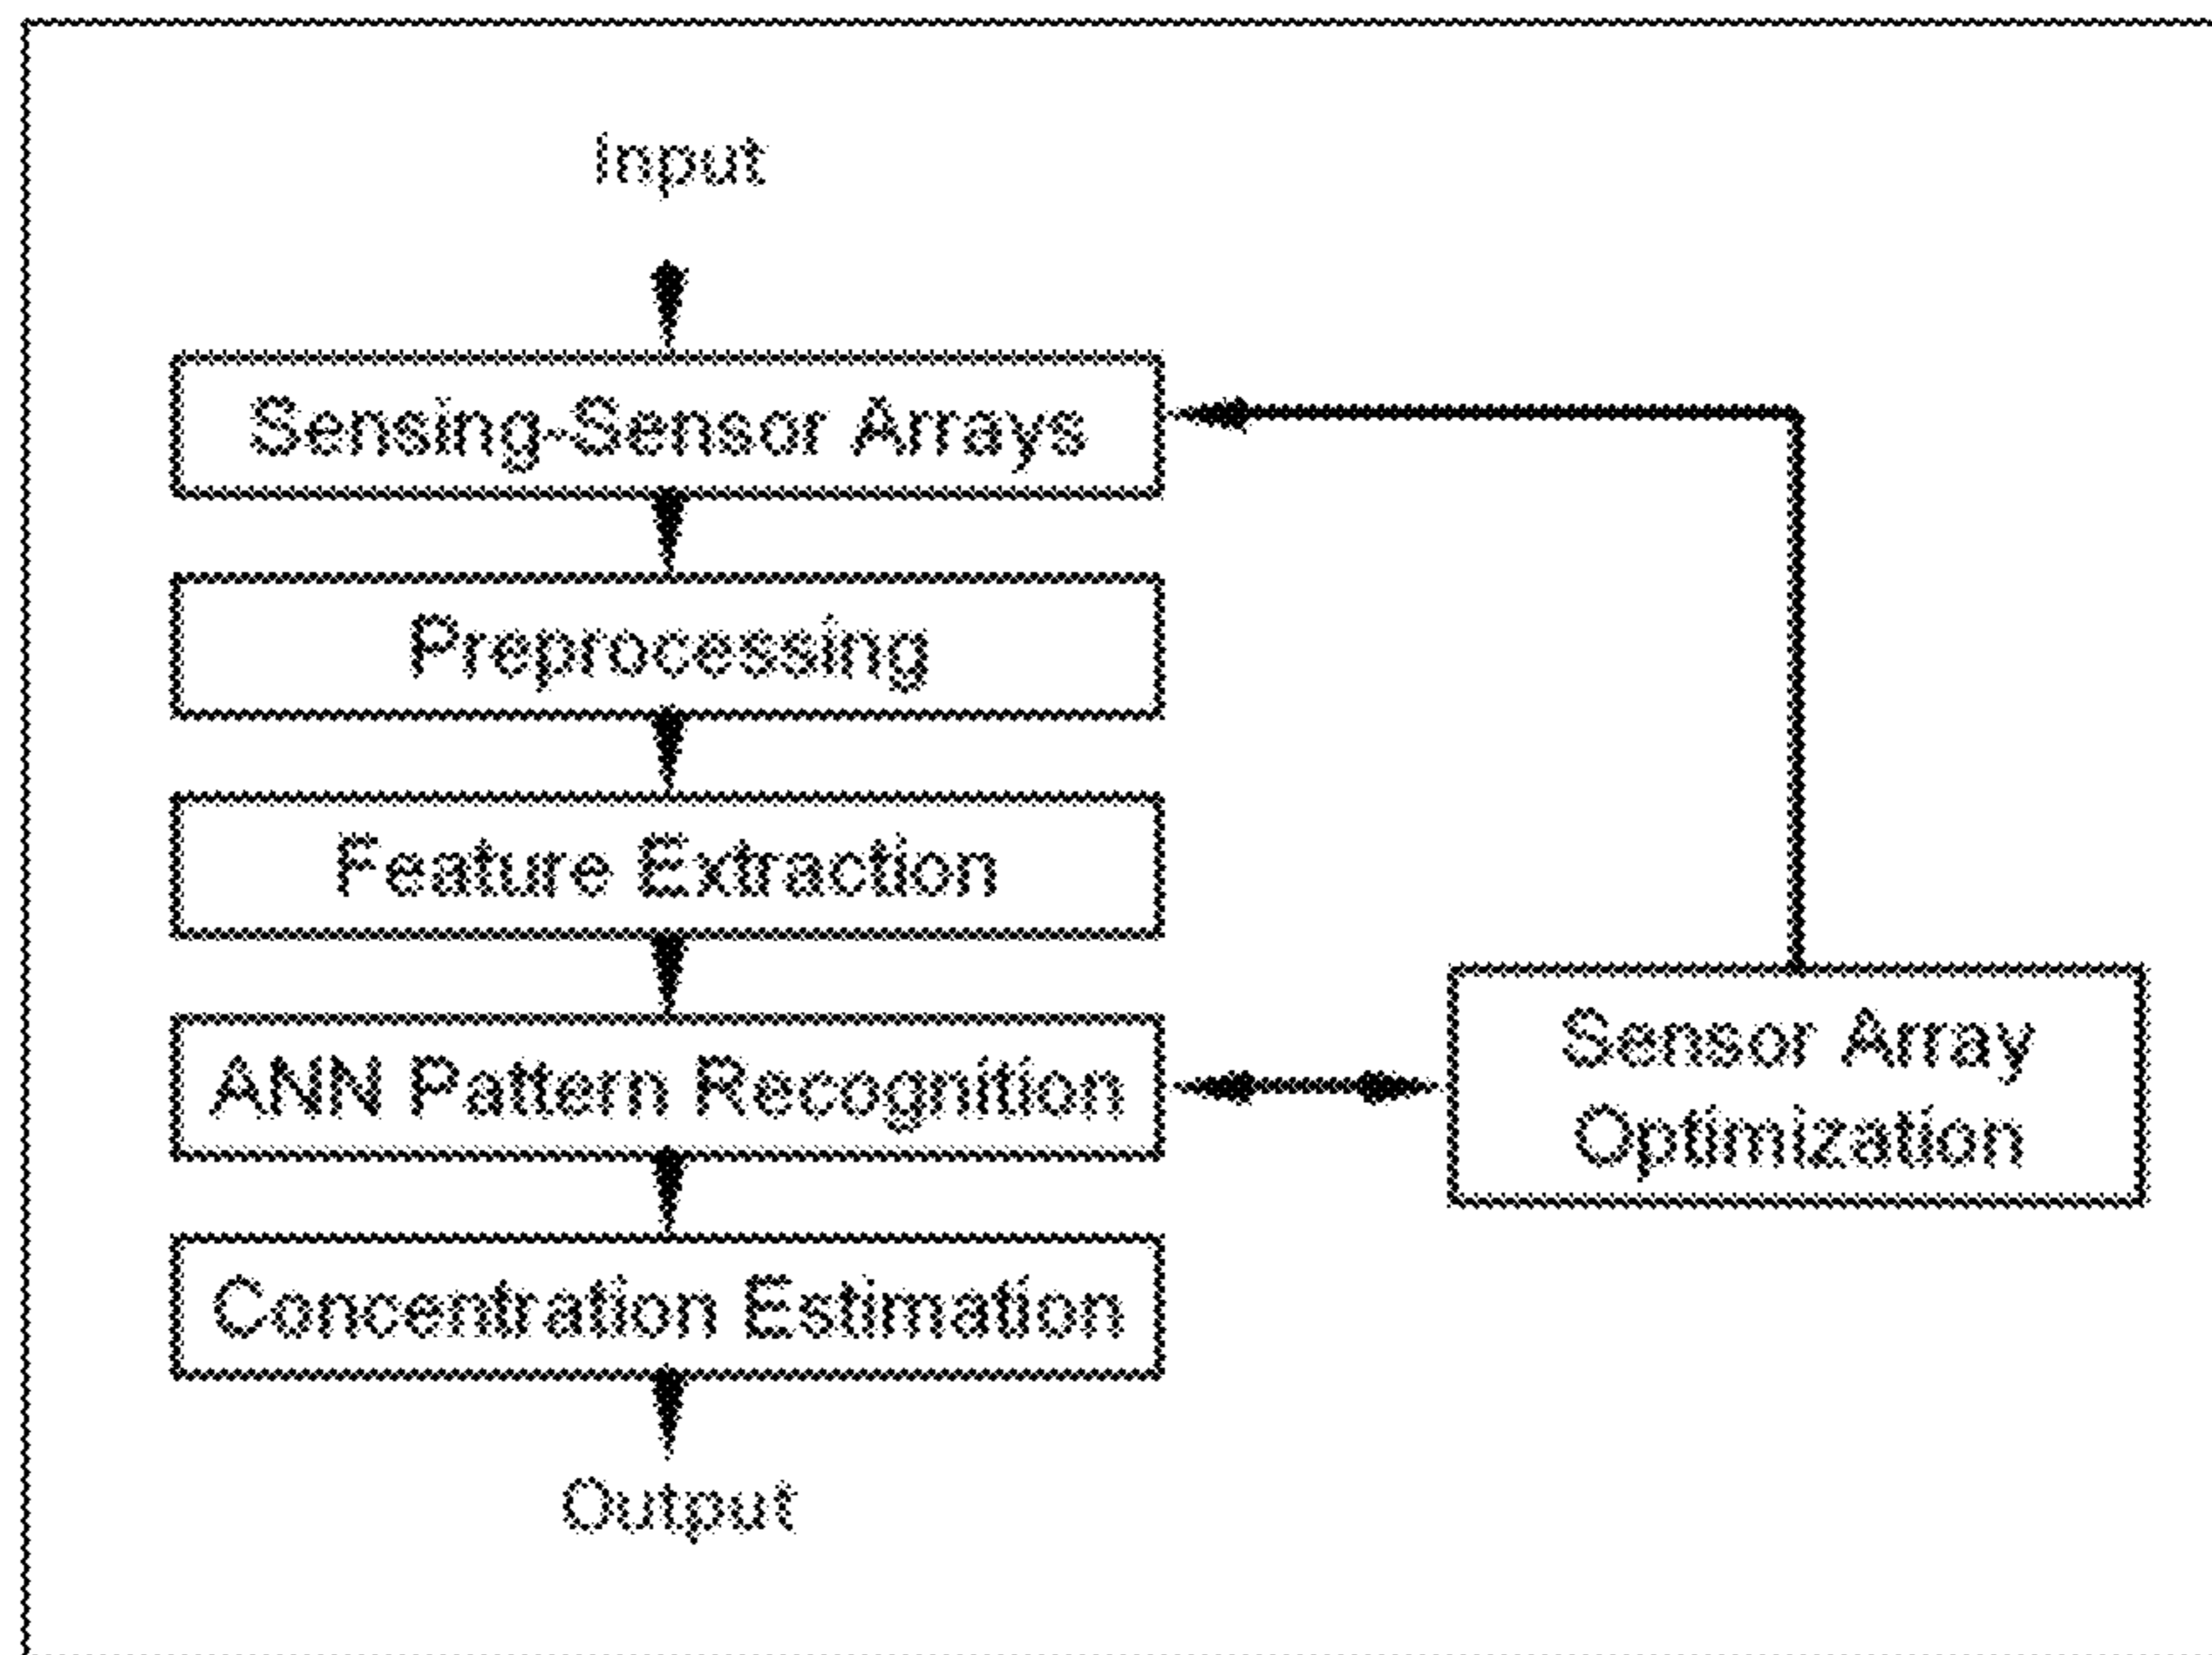 Input
Sensing-Sensor Arrays
Preprocessing
Feature Extraction
ANN Pattern Recognition
Sensor Array
Optimization
Concentration Estimation
Output